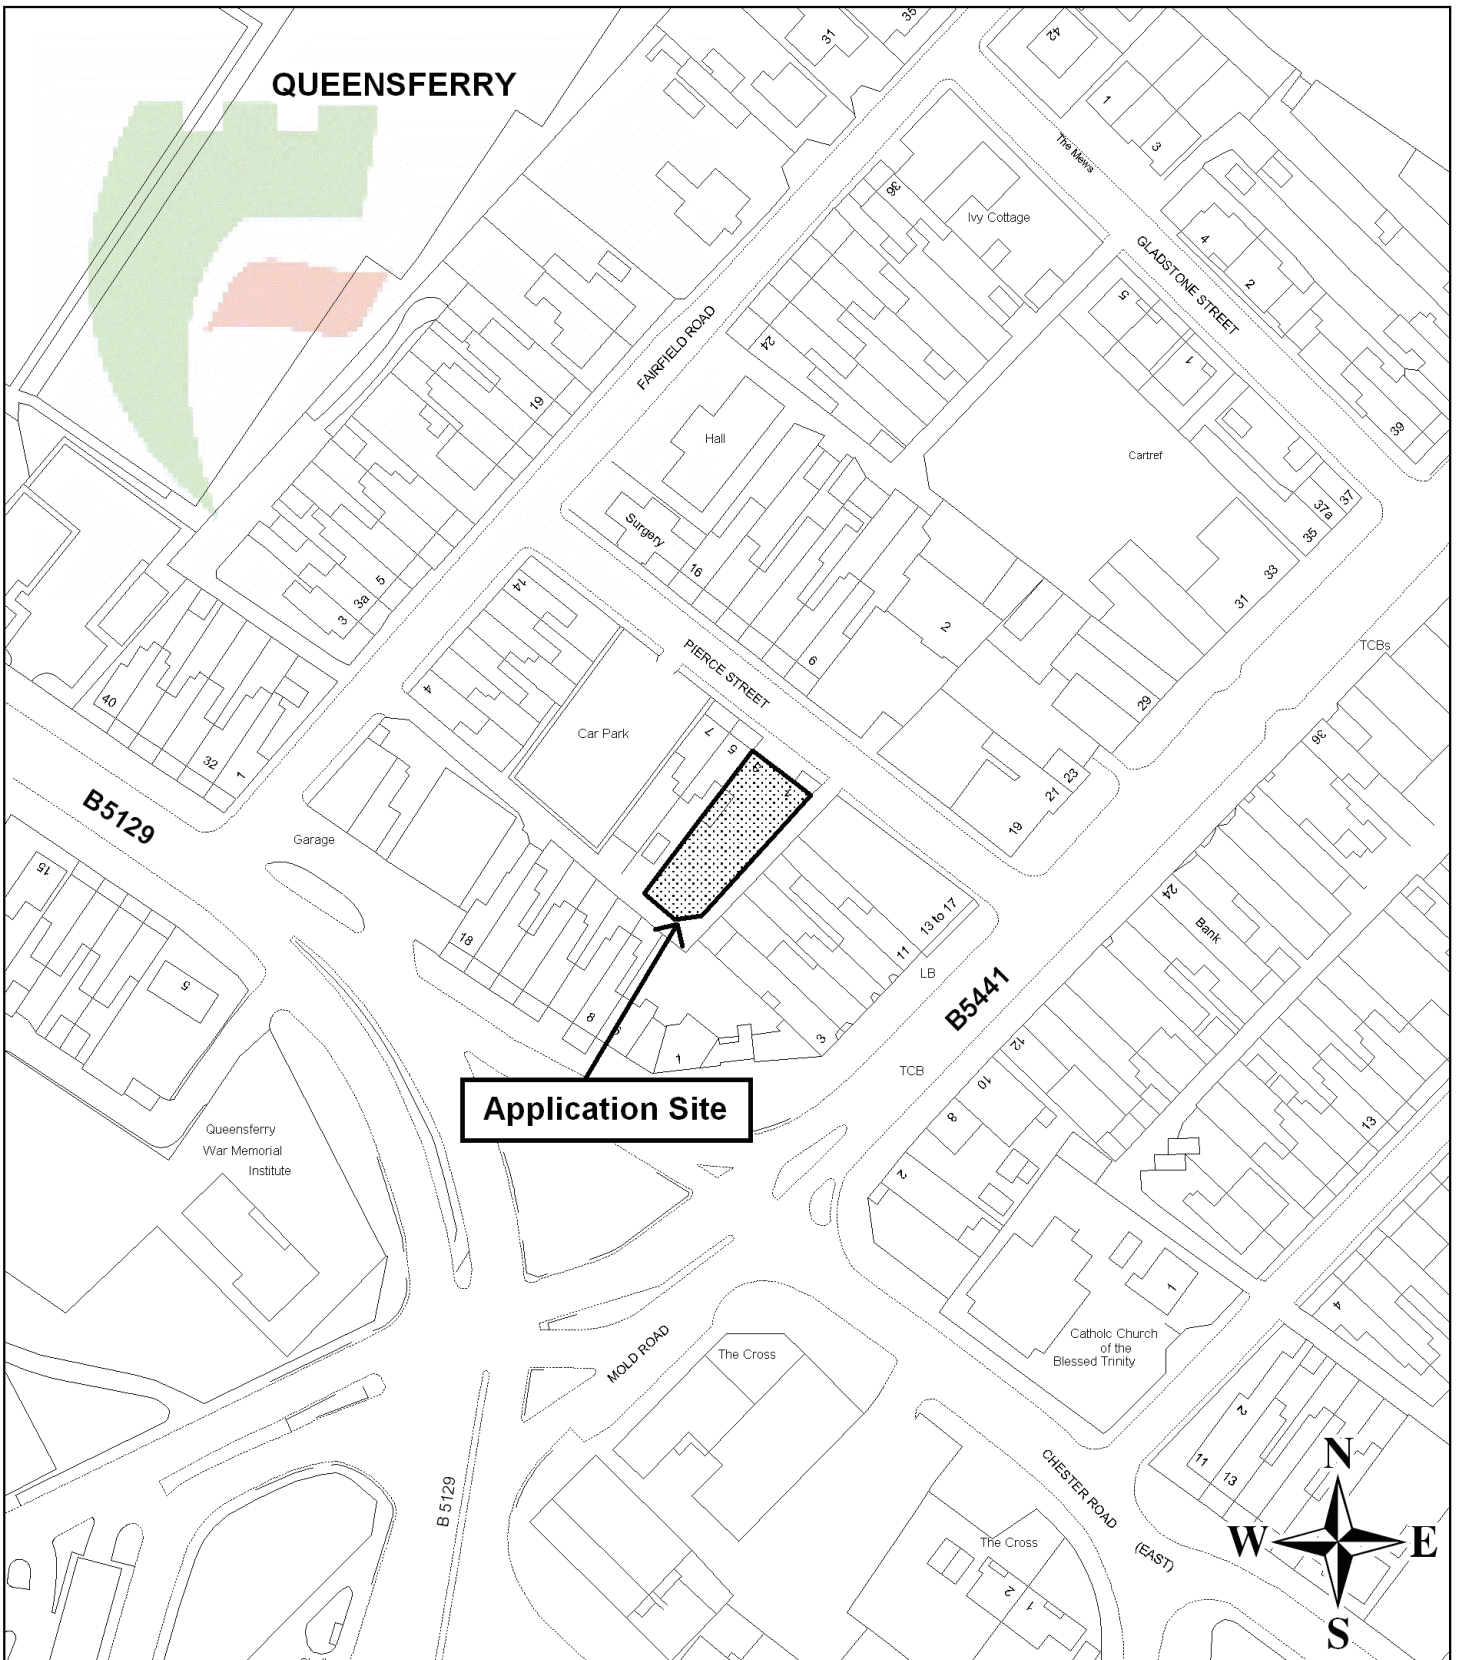 QUEENSFERRY
31
35
42
1
3
The Mews
36
Ivy Cottage
4
2
GLADSTONE STREET
5
1
FAIRFIELD ROAD
24
19
39
Hall
Cartref
37
37a
35
Surgery
16
33
31
14
5
3a
3
2
TCBs
PIERCE STREET
6
4
29
40
32
1
Car Park
7
5
36
23
21
19
B5129
Garage
15
24
Bank
13 to 17
11
LB
18
B5441
5
8
1
3
TCB
12
10
8
2
13
Application Site
Queensferry
War Memorial
Institute
1
4
MOLD ROAD
The Cross
Catholc Church
of the
Blessed Trinity
2
11
13
CHESTER ROAD
(EAST)
B 5129
The Cross
2
1
N
W
E
S